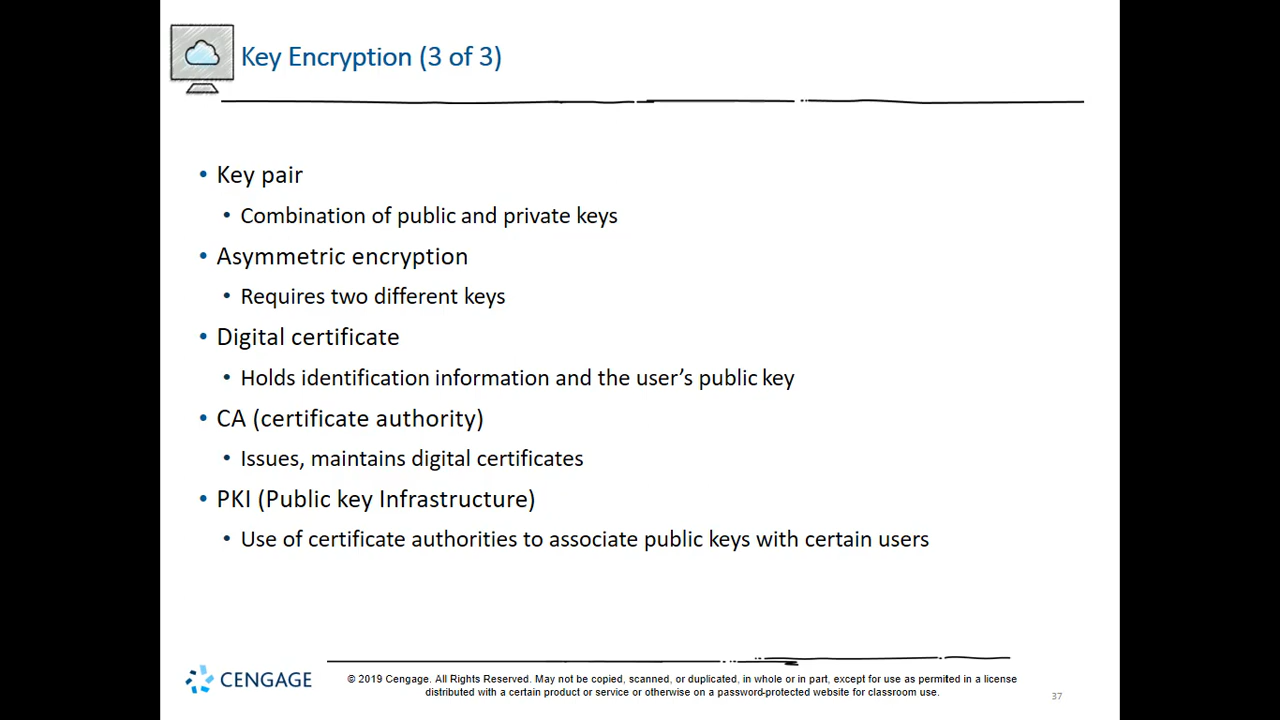 Key Encryption (3 of 3)
• Key pair
• Combination of public and private keys
• Asymmetric encryption
• Requires two different keys
• Digital certificate
• Holds identification information and the user’s public key
• CA (certificate authority)
• Issues, maintains digital certificates
• PKI (Public key Infrastructure)
• Use of certificate authorities to associate public keys with certain users
CENGAGE
© 2019 Cengage. All Rights Reserved. May not be copied, scanned, or duplicated, in whole or in part, except for use as permitted in a license
distributed with a certain product or service or otherwise on a password-protected website for classroom use.
37